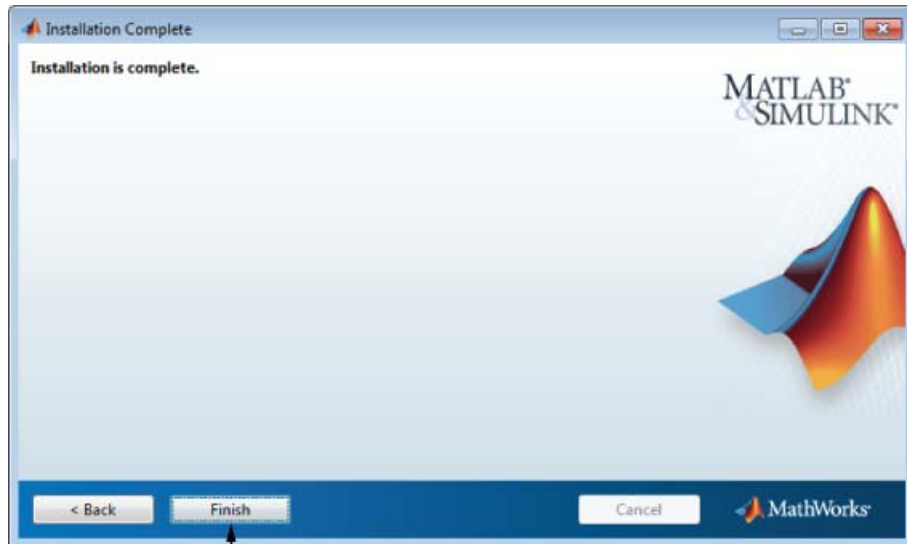 Installation Complete
Installation is complete.
MATLAB®
&SIMULINK®
< Back
Finish
Cancel
MathWorks®